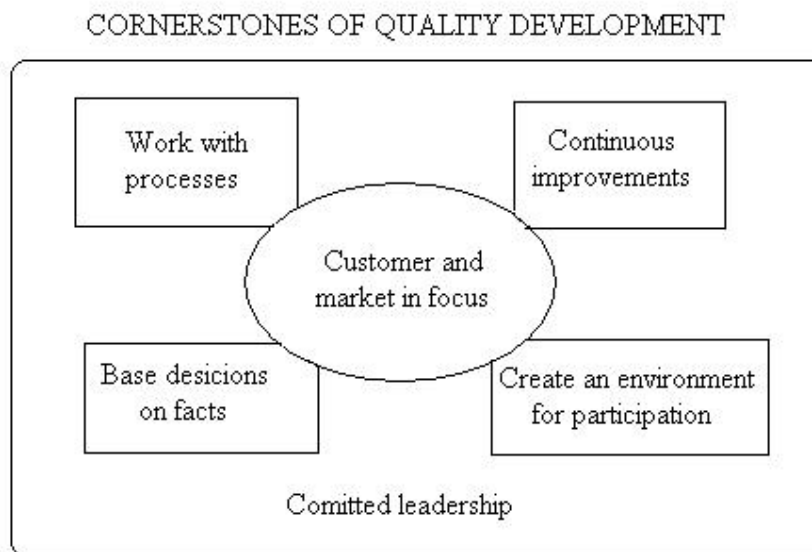 CORNERSTONES OF QUALITY DEVELOPMENT
Work with
processes
Continuous
improvements
Customer and
market in focus
Base desicions
on facts
Create an environment
for participation
Comitted leadership